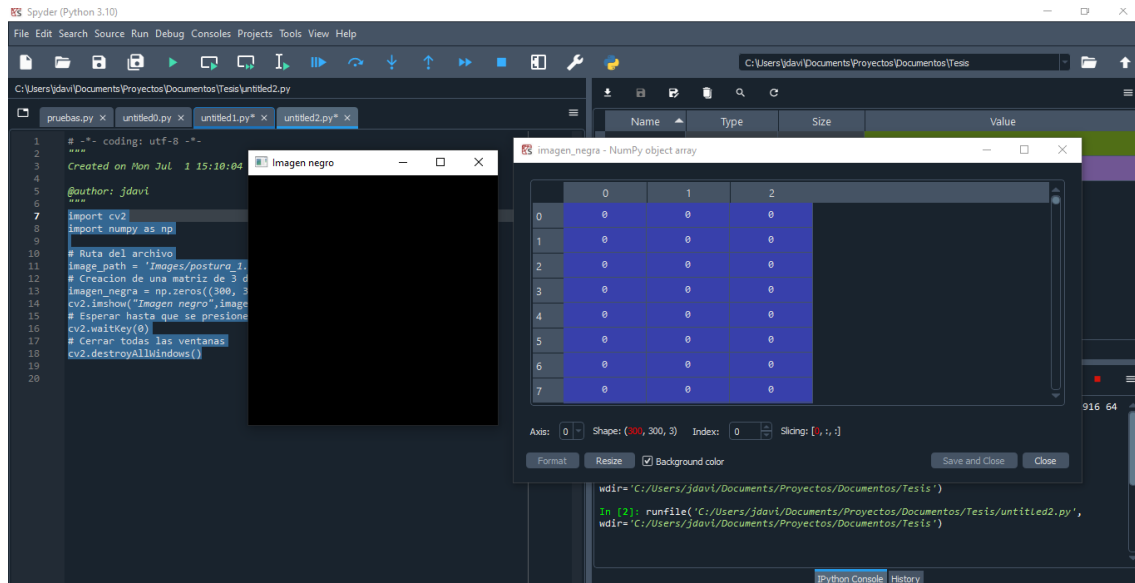 Spyder (Python 3.10)
File Edit Search Source Run Debug Consoles Projects Tools View Help
C:\Users\jdavi\Documents\Proyectos\Documentos\Tesis
C:\Users\jdavi\Documents\Proyectos\Documentos\Tesis\untitled2.py
pruebas.py untitled0.py untitled1.py* untitled2.py*
Name Type Size Value
1 # -*- coding: utf-8 -*-
2 """
3 Created on Mon Jul 1 15:10:04
4
5 @author: jdavi
6 """
7 import cv2
8 import numpy as np
9
10 # Ruta del archivo
11 image_path = 'Images/postura_1.
12 # Creacion de una matriz de 3 d
13 imagen_negra = np.zeros((300, 3
14 cv2.imshow("Imagen negro",image
15 # Esperar hasta que se presione
16 cv2.waitKey(0)
17 # Cerrar todas las ventanas
18 cv2.destroyAllWindows()
19
20
Imagen negro
imagen_negra - NumPy object array
0 1 2
0 0 0 0
1 0 0 0
2 0 0 0
3 0 0 0
4 0 0 0
5 0 0 0
6 0 0 0
7 0 0 0
Axis: 0 Shape: (300, 300, 3) Index: 0 Slicing: [0, :, :]
Format Resize Background color Save and Close Close
916 64
wdir='C:/Users/jdavi/Documents/Proyectos/Documentos/Tesis')
In [2]: runfile('C:/Users/jdavi/Documents/Proyectos/Documentos/Tesis/untitled2.py',
wdir='C:/Users/jdavi/Documents/Proyectos/Documentos/Tesis')
IPython Console History